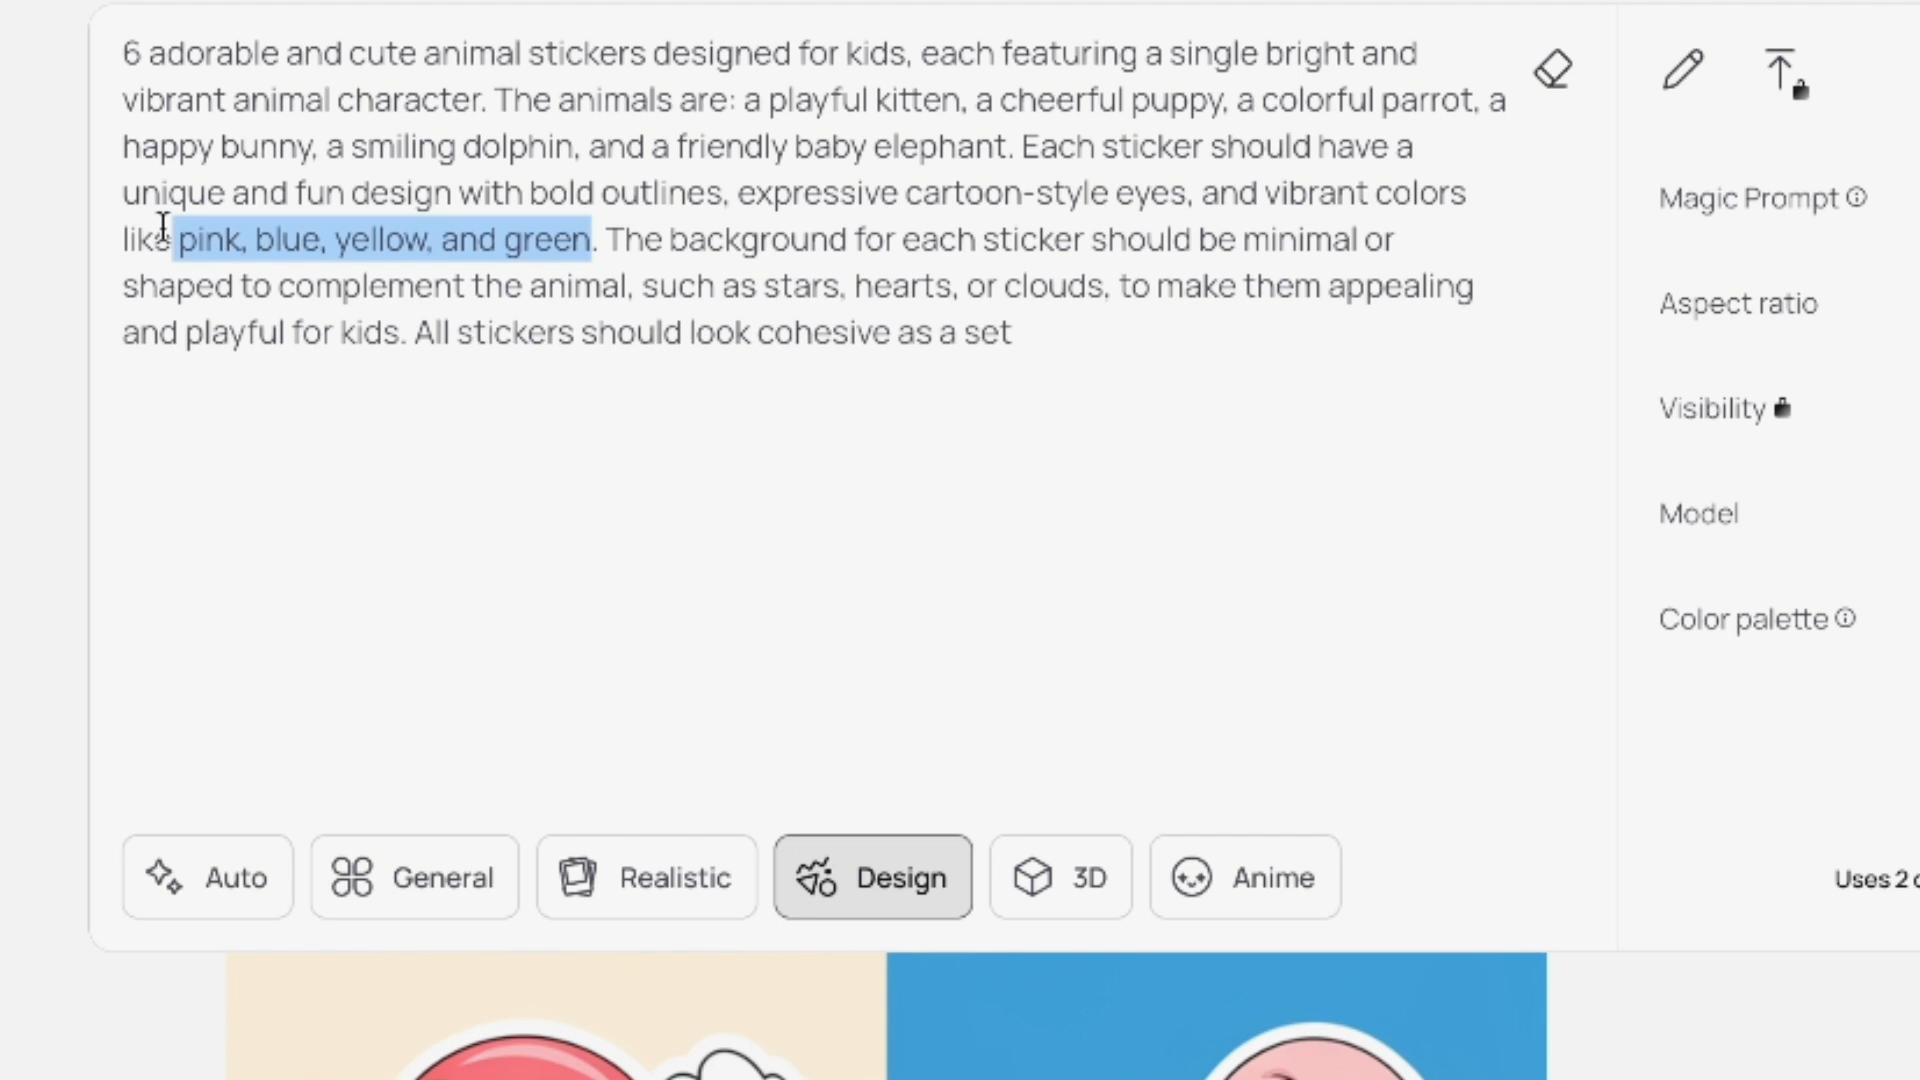 6 adorable and cute animal stickers designed for kids, each featuring a single bright and
vibrant animal character. The animals are: a playful kitten, a cheerful puppy, a colorful parrot, a
happy bunny, a smiling dolphin, and a friendly baby elephant. Each sticker should have a
unique and fun design with bold outlines, expressive cartoon-style eyes, and vibrant colors
like pink, blue, yellow, and green. The background for each sticker should be minimal or
shaped to complement the animal, such as stars, hearts, or clouds, to make them appealing
and playful for kids. All stickers should look cohesive as a set
Magic Prompt
Aspect ratio
Visibility
Model
Color palette
Auto
General
Realistic
Design
3D
Anime
Uses 2